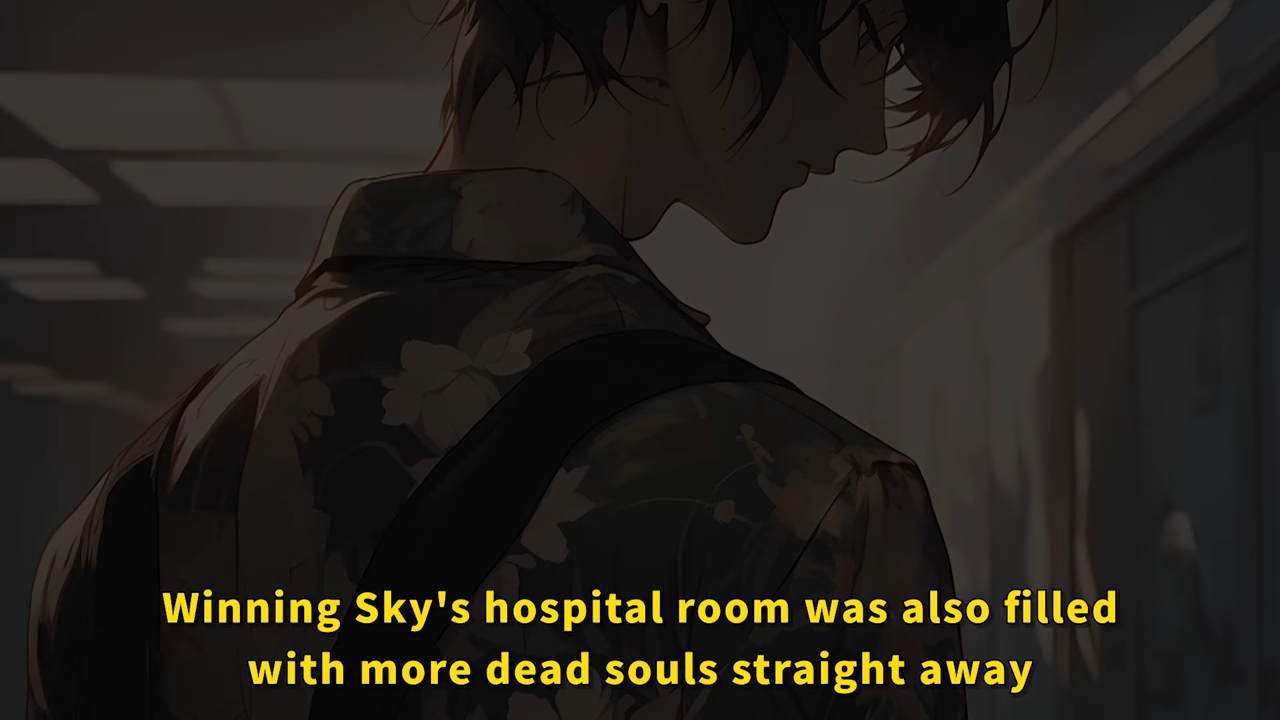 Winning Sky's hospital room was also filled
with more dead souls straight away